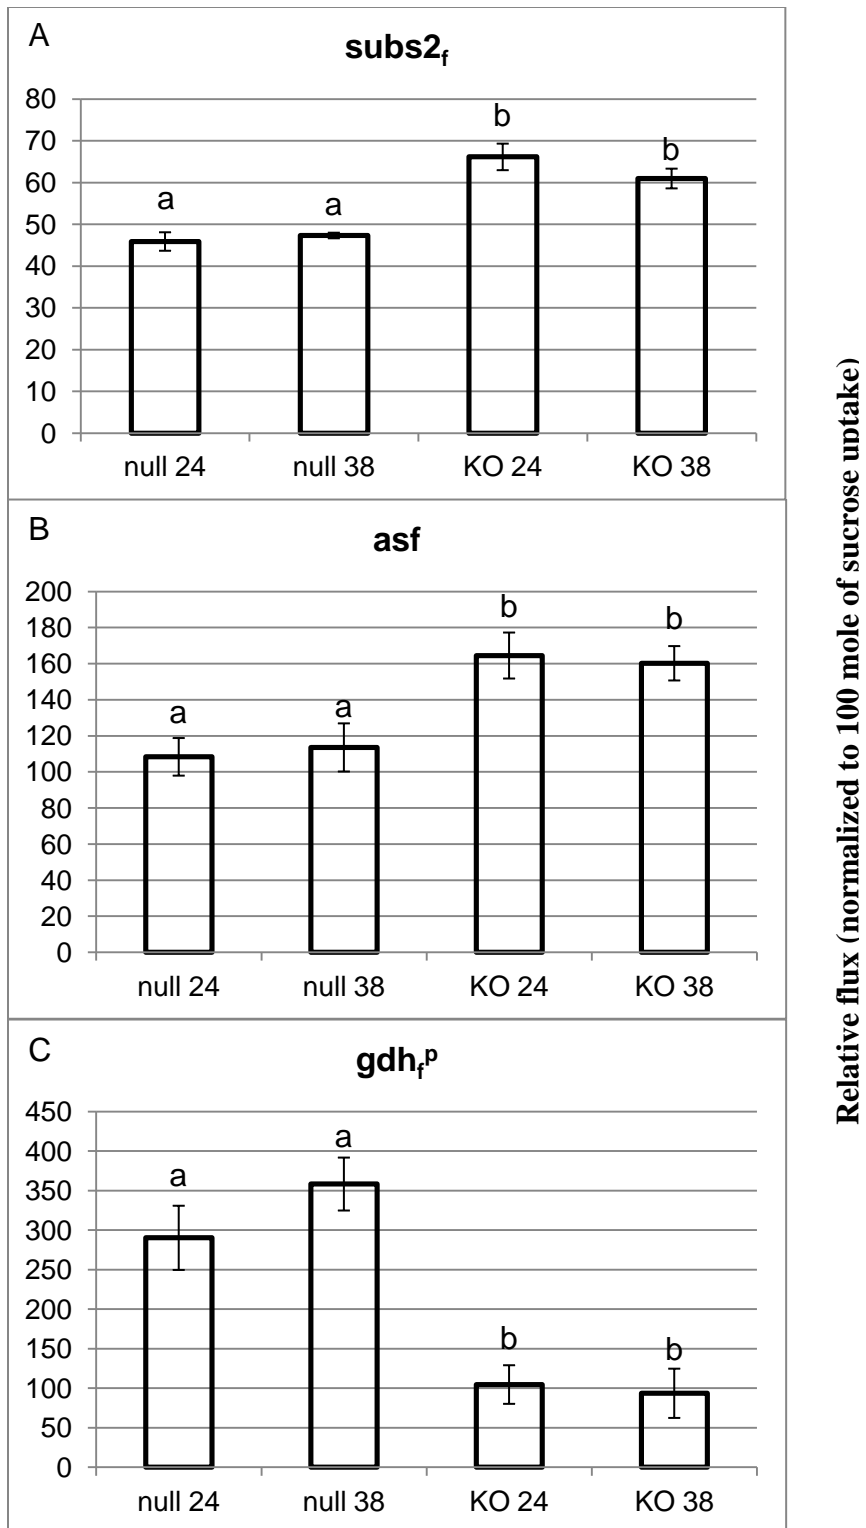 A
subs2f
80
70
60
50
40
30
20
10
0
b
b
a
a
null 24 null 38 KO 24 KO 38
B
asf
200
180
160
140
120
100
80
60
40
20
0
b
b
a
a
null 24 null 38 KO 24 KO 38
C
gdhfp
450
400
350
300
250
200
150
100
50
0
a
a
b
b
null 24 null 38 KO 24 KO 38
Relative flux (normalized to 100 mole of sucrose uptake)